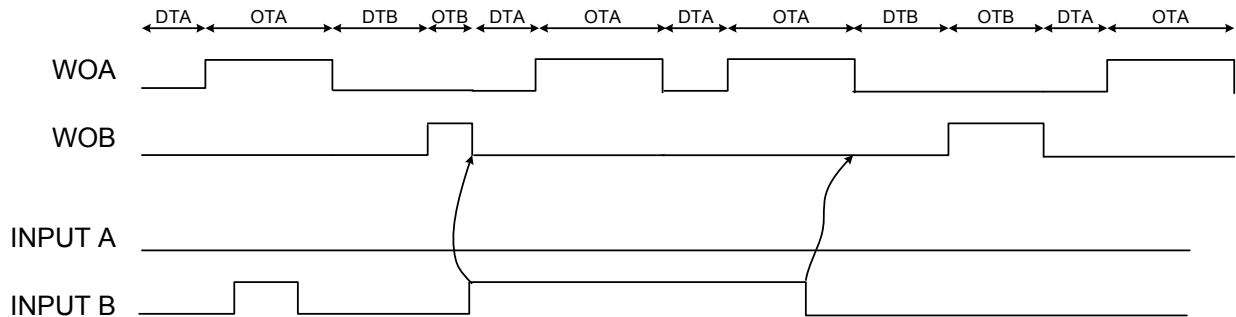 DTA OTA DTB OTB DTA OTA DTA OTA DTB OTB DTA OTA
WOA
WOB
INPUT A
INPUT B